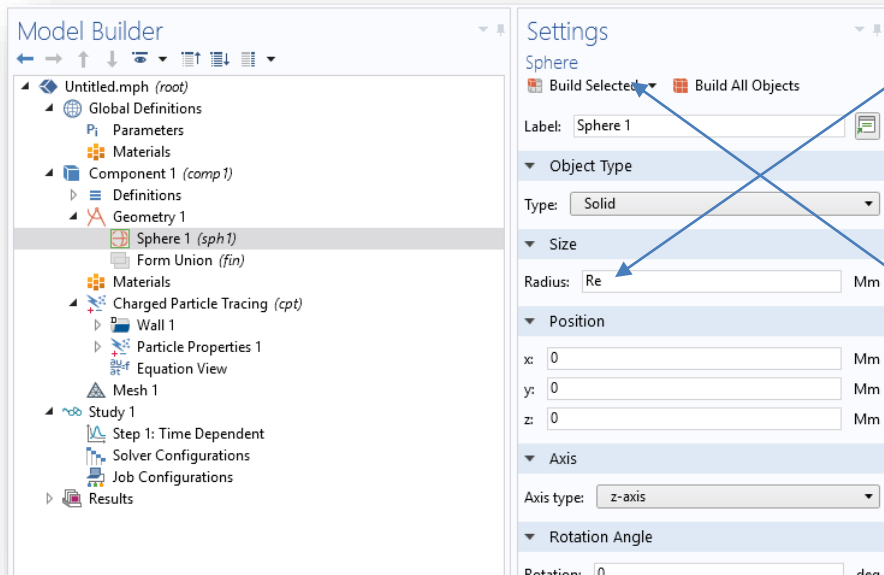 Model Builder
Untitled.mph (root)
Global Definitions
Pi Parameters
Materials
Component 1 (comp1)
Definitions
Geometry 1
Sphere 1 (sph1)
Form Union (fin)
Materials
Charged Particle Tracing (cpt)
Wall 1
Particle Properties 1
Equation View
Mesh 1
Study 1
Step 1: Time Dependent
Solver Configurations
Job Configurations
Results
Settings
Sphere
Build Selected Build All Objects
Label: Sphere 1
Object Type
Type: Solid
Size
Radius: Re Mm
Position
x: 0 Mm
y: 0 Mm
z: 0 Mm
Axis
Axis type: z-axis
Rotation Angle
Rotation: 0 deg